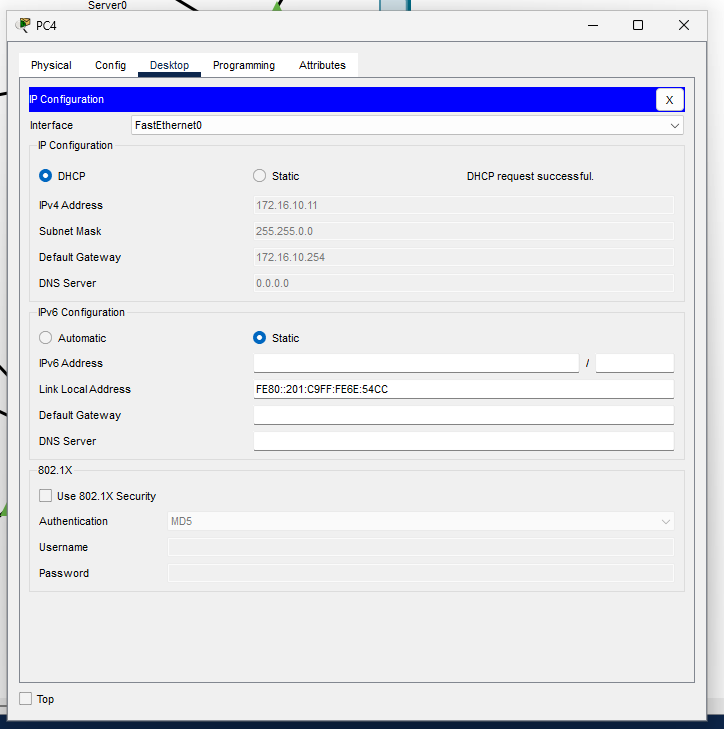 Server0
PC4
Physical Config Desktop Programming Attributes
IP Configuration X
Interface FastEthernet0
IP Configuration
DHCP Static DHCP request successful.
IPv4 Address 172.16.10.11
Subnet Mask 255.255.0.0
Default Gateway 172.16.10.254
DNS Server 0.0.0.0
IPv6 Configuration
Automatic Static
IPv6 Address /
Link Local Address FE80::201:C9FF:FE6E:54CC
Default Gateway
DNS Server
802.1X
Use 802.1X Security
Authentication MD5
Username
Password
Top